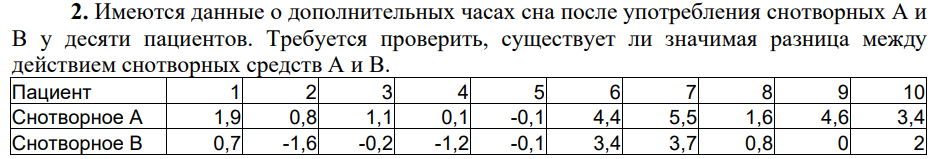 2. Имеются данные о дополнительных часах сна после употребления снотворных А и
В у десяти пациентов. Требуется проверить, существует ли значимая разница между
действием снотворных средств А и В.
Пациент 1 2 3 4 5 6 7 8 9 10
Снотворное А 1,9 0,8 1,1 0,1 -0,1 4,4 5,5 1,6 4,6 3,4
Снотворное В 0,7 -1,6 -0,2 -1,2 -0,1 3,4 3,7 0,8 0 2